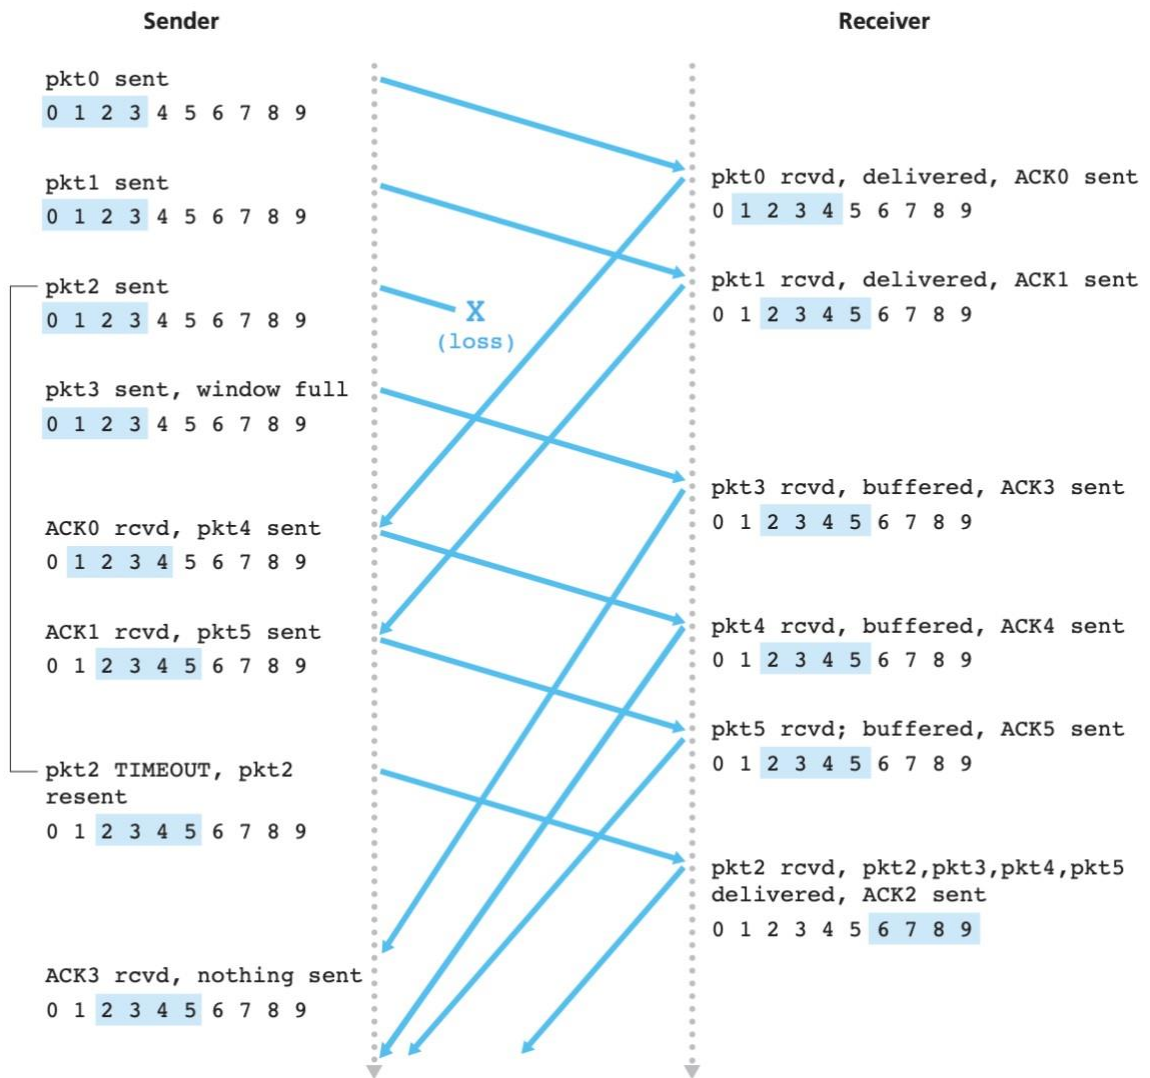 Sender
Receiver
pkt0 sent
0 1 2 3 4 5 6 7 8 9
pkt0 rcvd, delivered, ACK0 sent
0 1 2 3 4 5 6 7 8 9
pkt1 sent
0 1 2 3 4 5 6 7 8 9
pkt1 rcvd, delivered, ACK1 sent
0 1 2 3 4 5 6 7 8 9
pkt2 sent
0 1 2 3 4 5 6 7 8 9
X
(loss)
pkt3 sent, window full
0 1 2 3 4 5 6 7 8 9
pkt3 rcvd, buffered, ACK3 sent
0 1 2 3 4 5 6 7 8 9
ACK0 rcvd, pkt4 sent
0 1 2 3 4 5 6 7 8 9
pkt4 rcvd, buffered, ACK4 sent
0 1 2 3 4 5 6 7 8 9
ACK1 rcvd, pkt5 sent
0 1 2 3 4 5 6 7 8 9
pkt5 rcvd; buffered, ACK5 sent
0 1 2 3 4 5 6 7 8 9
pkt2 TIMEOUT, pkt2
resent
0 1 2 3 4 5 6 7 8 9
pkt2 rcvd, pkt2,pkt3,pkt4,pkt5
delivered, ACK2 sent
0 1 2 3 4 5 6 7 8 9
ACK3 rcvd, nothing sent
0 1 2 3 4 5 6 7 8 9